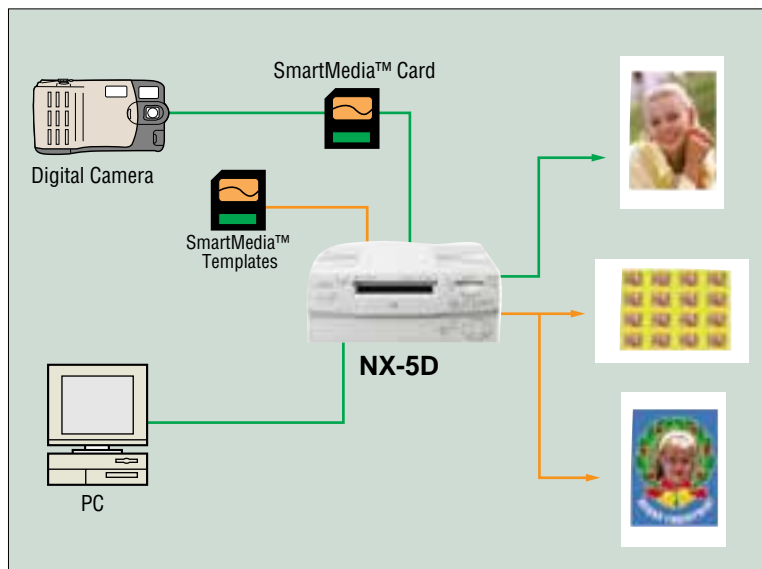 SmartMedia™ Card
Digital Camera
SmartMedia™
Templates
NX-5D
PC